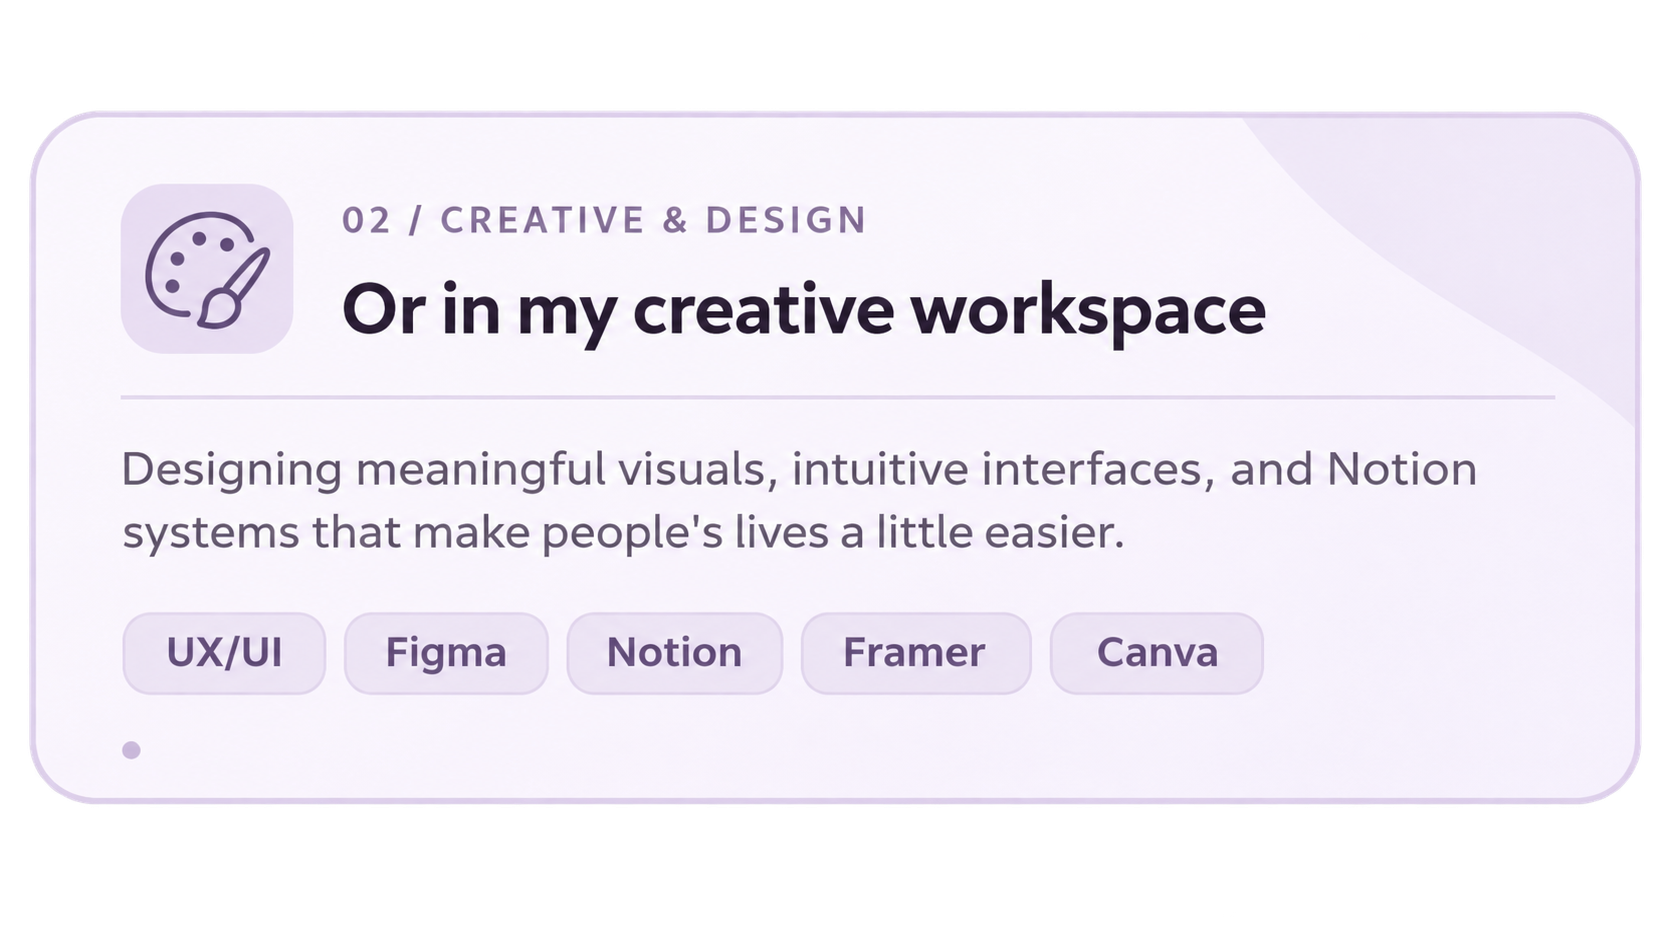 02 / CREATIVE & DESIGN
Or in my creative workspace
Designing meaningful visuals, intuitive interfaces, and Notion
systems that make people's lives a little easier.
UX/UI
Figma
Notion
Framer
Canva